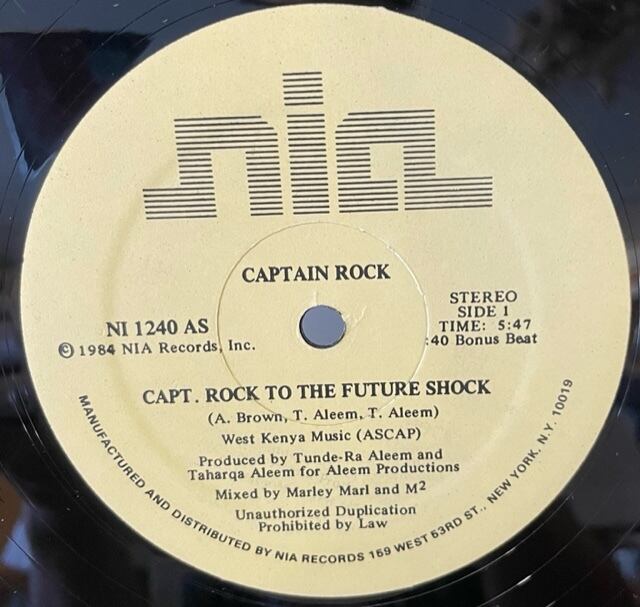 nia
CAPTAIN ROCK
NI 1240 AS
© 1984 NIA Records, Inc.
STEREO
SIDE 1
TIME: 5:47
:40 Bonus Beat
CAPT. ROCK TO THE FUTURE SHOCK
(A. Brown, T. Aleem, T. Aleem)
West Kenya Music (ASCAP)
Produced by Tunde-Ra Aleem and
Taharqa Aleem for Aleem Productions
Mixed by Marley Marl and M²
Unauthorized Duplication
Prohibited by Law
MANUFACTURED AND DISTRIBUTED BY NIA RECORDS 169 WEST 53RD ST., NEW YORK, N.Y. 10019